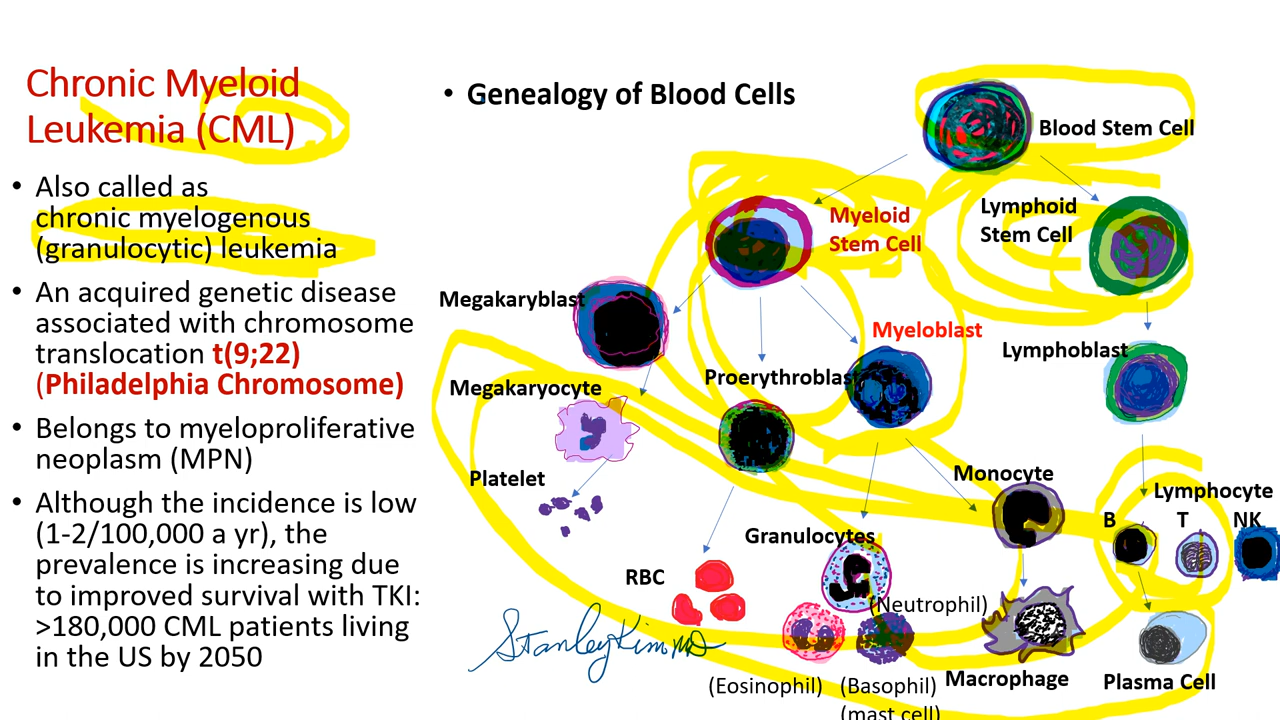 Chronic Myeloid
Leukemia (CML)
• Also called as
chronic myelogenous
(granulocytic) leukemia
• An acquired genetic disease
associated with chromosome
translocation t(9;22)
(Philadelphia Chromosome)
• Belongs to myeloproliferative
neoplasm (MPN)
• Although the incidence is low
(1-2/100,000 a yr), the
prevalence is increasing due
to improved survival with TKI:
>180,000 CML patients living
in the US by 2050
• Genealogy of Blood Cells
Blood Stem Cell
Myeloid
Stem Cell
Lymphoid
Stem Cell
Megakaryblast
Myeloblast
Lymphoblast
Proerythroblast
Megakaryocyte
Platelet
Monocyte
Lymphocyte
B T NK
Granulocytes
RBC
(Neutrophil)
StanleyKim MD
(Eosinophil)
(Basophil)
(mast cell)
Macrophage
Plasma Cell